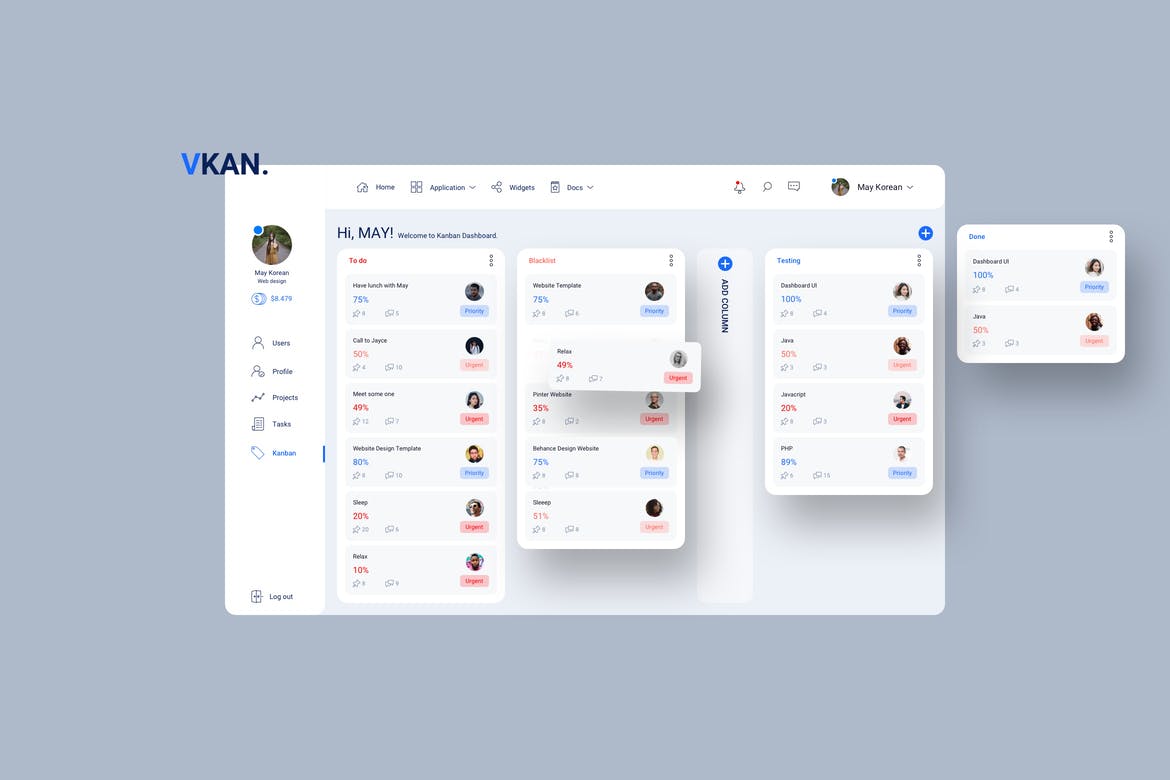 VKAN.
Home
Application
Widgets
Docs
May Korean
May Korean
Web design
$8.479
Users
Profile
Projects
Tasks
Kanban
Log out
Hi, MAY! Welcome to Kanban Dashboard.
To do
Have lunch with May
75%
Priority
8 5
Call to Jayce
50%
Urgent
4 10
Meet some one
49%
Urgent
12 7
Website Design Template
80%
Priority
8 10
Sleep
20%
Urgent
20 6
Relax
10%
Urgent
8 9
Blacklist
Website Template
75%
Priority
8 6
Relax
49%
Urgent
8 7
Pinter Website
35%
Urgent
8 2
Behance Design Website
75%
Priority
8 8
Sleeep
51%
Urgent
8 8
ADD COLUMN
Testing
Dashboard UI
100%
Priority
8 4
Java
50%
Urgent
3 3
Javacript
20%
Urgent
8 3
PHP
89%
Priority
6 15
Done
Dashboard UI
100%
Priority
8 4
Java
50%
Urgent
3 3